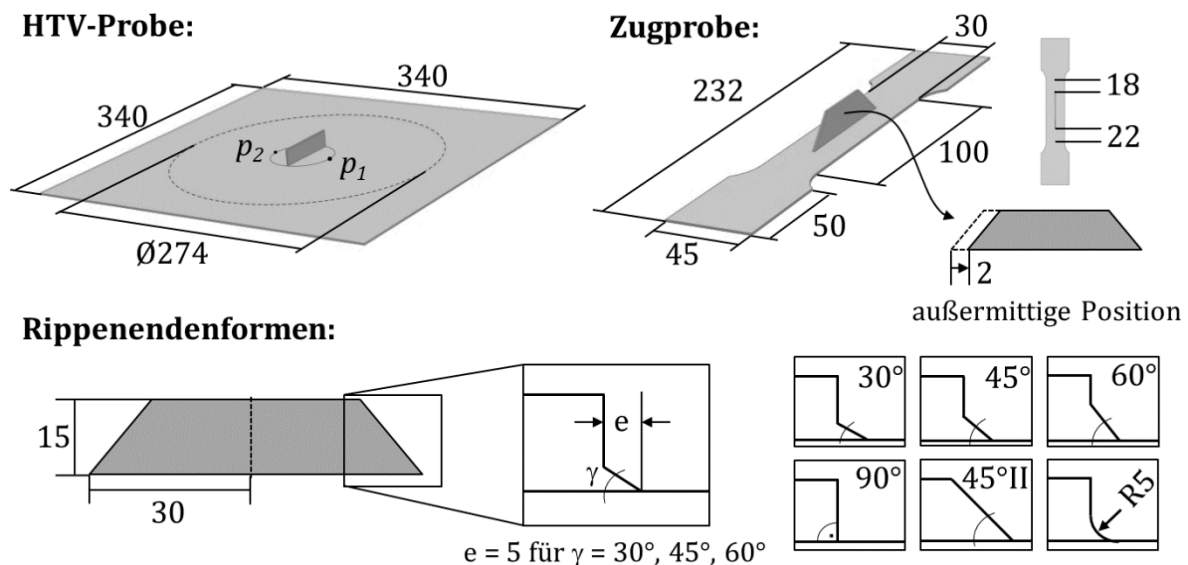 HTV-Probe:
340
340
p2
p1
Ø274
Zugprobe:
30
232
18
22
100
50
45
2
außermittige Position
Rippenendenformen:
15
30
e
γ
e = 5 für γ = 30°, 45°, 60°
30°
45°
60°
90°
45°II
R5